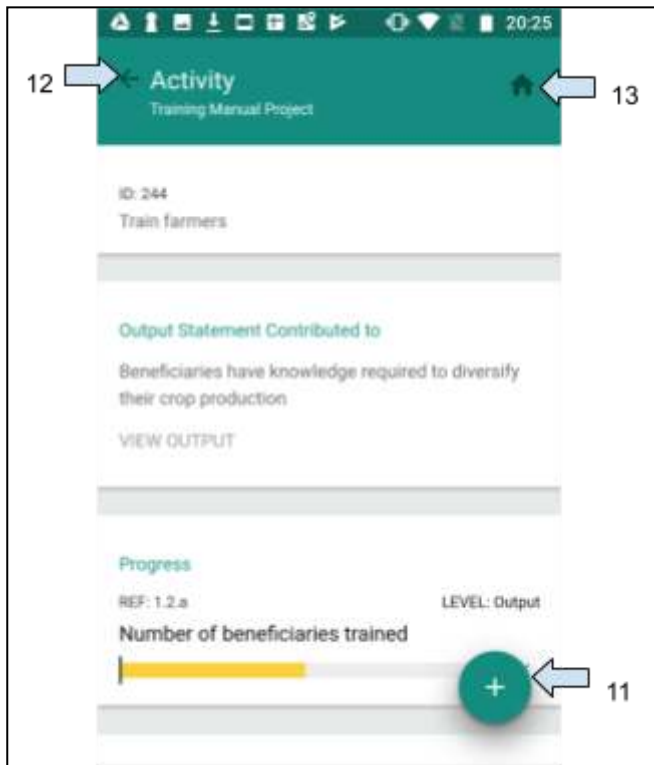 20:25
12
Activity
13
Training Manual Project
ID: 244
Train farmers
Output Statement Contributed to
Beneficiaries have knowledge required to diversify
their crop production
VIEW OUTPUT
Progress
REF: 1.2.a LEVEL: Output
Number of beneficiaries trained
+
11